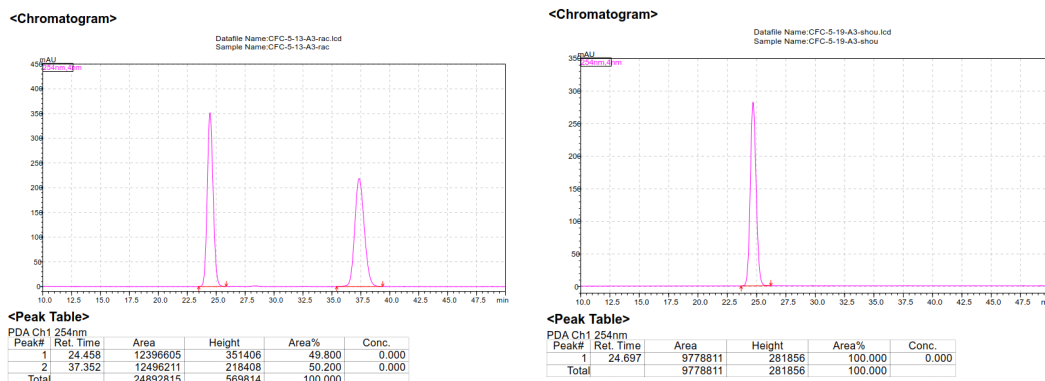 <Chromatogram>
Datafile Name:CFC-5-13-A3-rac.lcd
Sample Name:CFC-5-13-A3-rac
mAU
254nm,4nm
450
400
350
300
250
200
150
100
50
0
10.0 12.5 15.0 17.5 20.0 22.5 25.0 27.5 30.0 32.5 35.0 37.5 40.0 42.5 45.0 47.5 min
<Peak Table>
PDA Ch1 254nm
Peak# Ret. Time Area Height Area% Conc.
1 24.458 12396605 351406 49.800 0.000
2 37.352 12496211 218408 50.200 0.000
Total 24892815 569814 100.000
<Chromatogram>
Datafile Name:CFC-5-19-A3-shou.lcd
Sample Name:CFC-5-19-A3-shou
mAU
254nm,4nm
350
300
250
200
150
100
50
0
10.0 12.5 15.0 17.5 20.0 22.5 25.0 27.5 30.0 32.5 35.0 37.5 40.0 42.5 45.0 47.5
<Peak Table>
PDA Ch1 254nm
Peak# Ret. Time Area Height Area% Conc.
1 24.697 9778811 281856 100.000 0.000
Total 9778811 281856 100.000